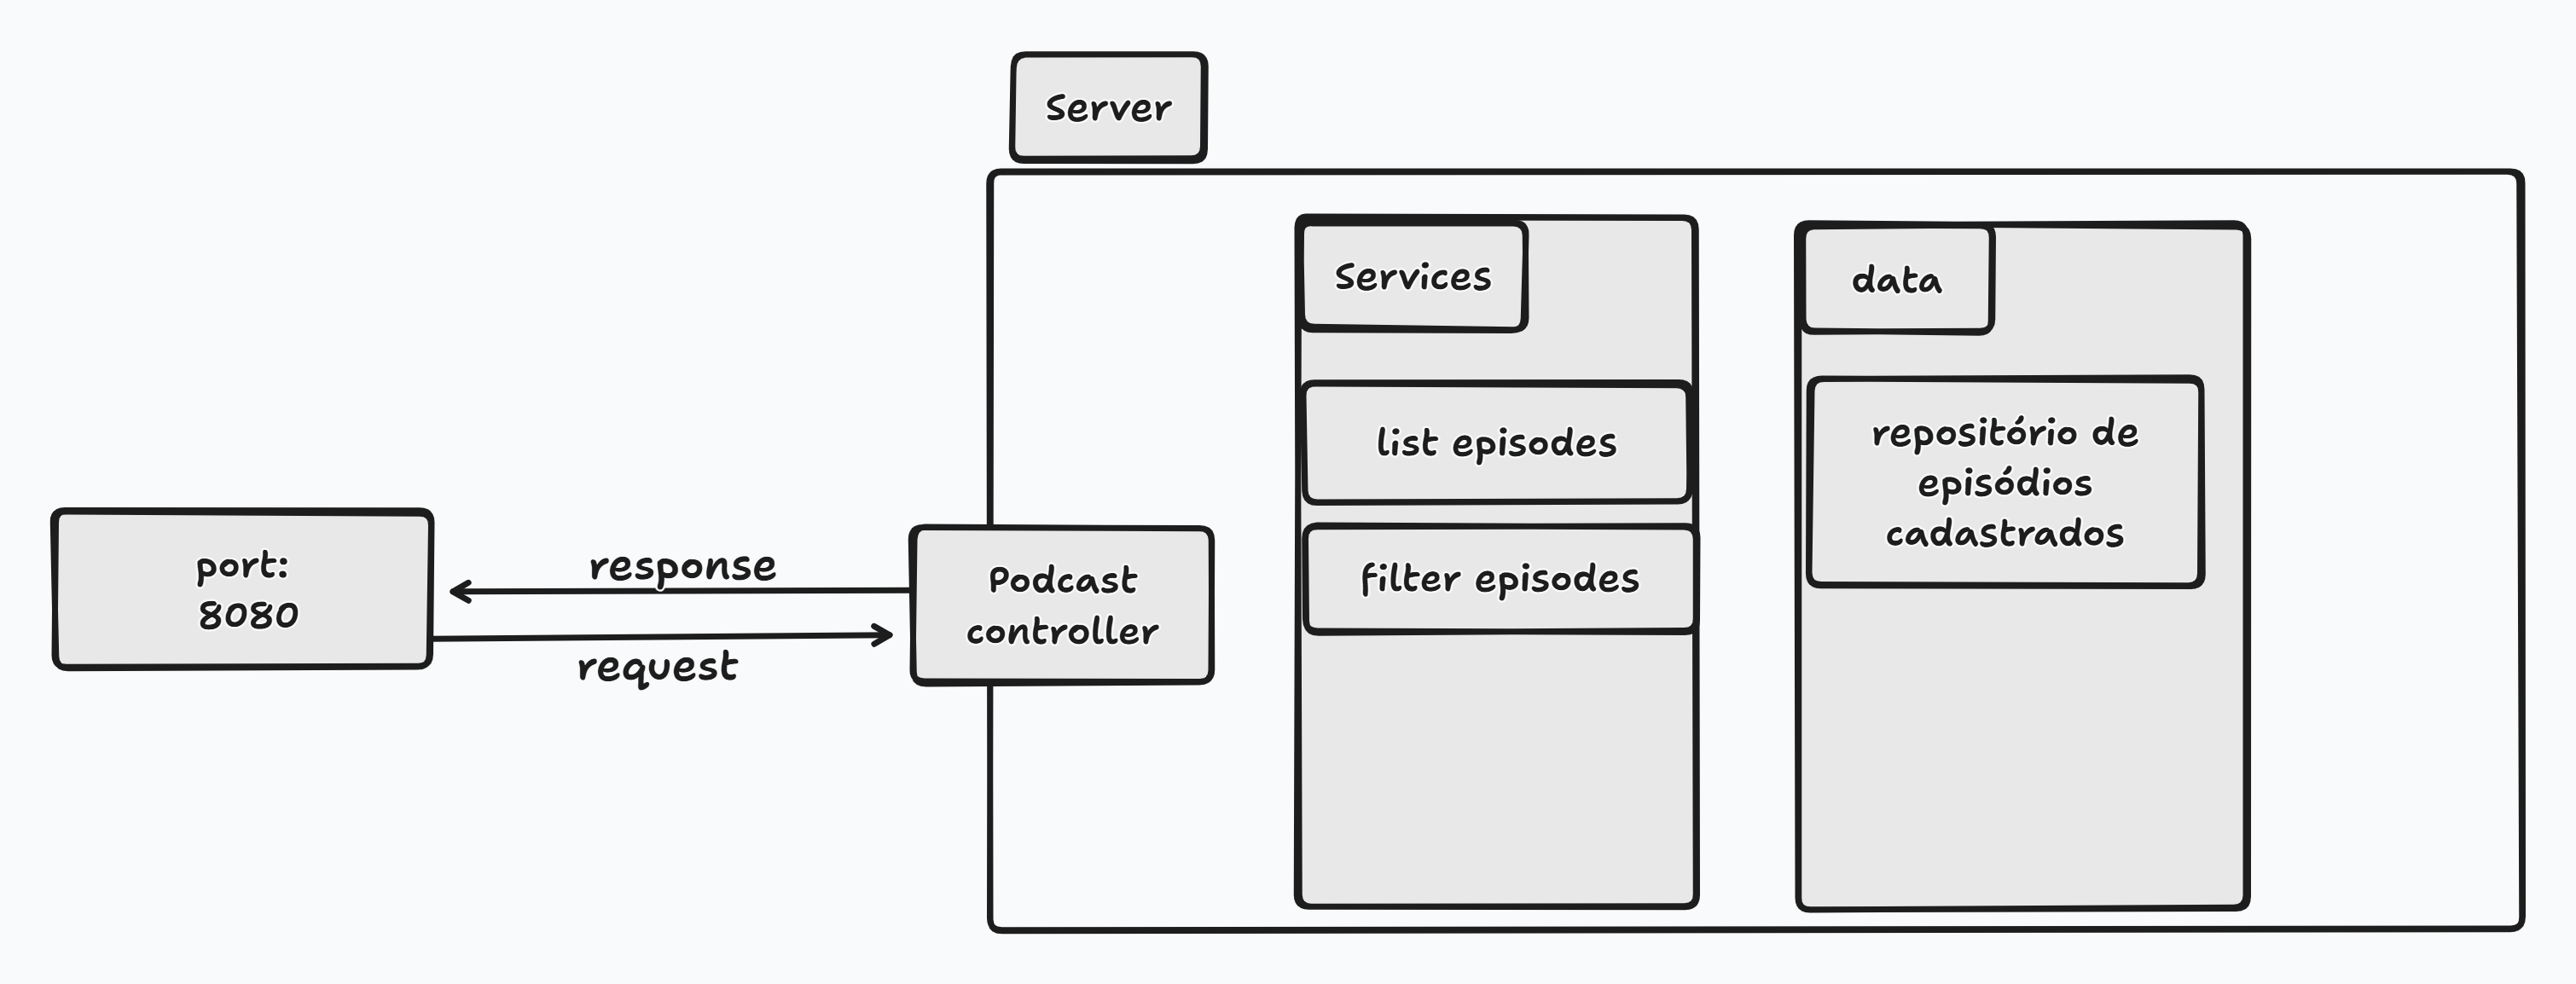 Server
Services
data
list episodes
repositório de
episódios
cadastrados
filter episodes
port:
8080
response
request
Podcast
controller